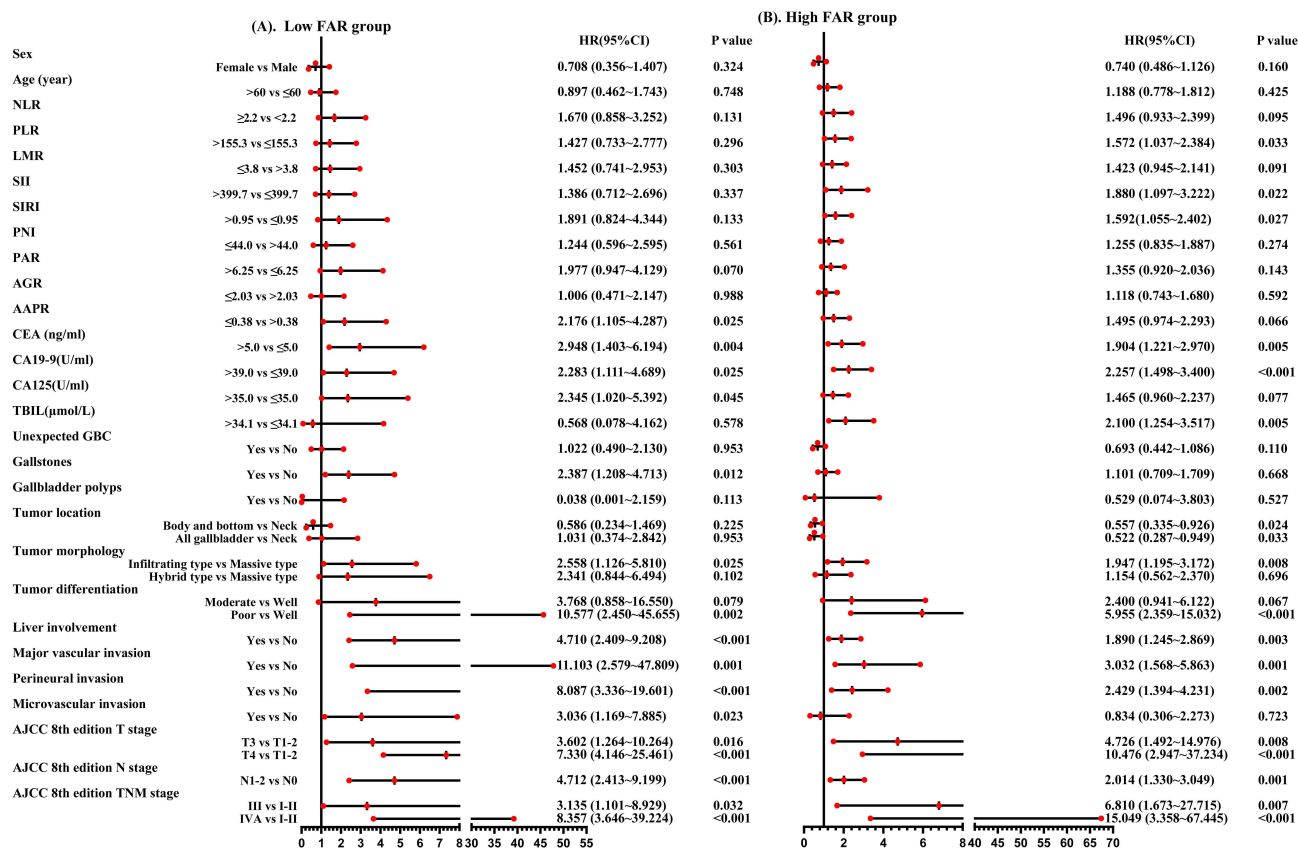 (A). Low FAR group
(B). High FAR group
HR(95%CI) P value HR(95%CI) P value
Sex
Female vs Male 0.708 (0.356~1.407) 0.324 0.740 (0.486~1.126) 0.160
Age (year)
>60 vs ≤60 0.897 (0.462~1.743) 0.748 1.188 (0.778~1.812) 0.425
NLR
≥2.2 vs <2.2 1.670 (0.858~3.252) 0.131 1.496 (0.933~2.399) 0.095
PLR
>155.3 vs ≤155.3 1.427 (0.733~2.777) 0.296 1.572 (1.037~2.384) 0.033
LMR
≤3.8 vs >3.8 1.452 (0.741~2.953) 0.303 1.423 (0.945~2.141) 0.091
SII
>399.7 vs ≤399.7 1.386 (0.712~2.696) 0.337 1.880 (1.097~3.222) 0.022
SIRI
>0.95 vs ≤0.95 1.891 (0.824~4.344) 0.133 1.592(1.055~2.402) 0.027
PNI
≤44.0 vs >44.0 1.244 (0.596~2.595) 0.561 1.255 (0.835~1.887) 0.274
PAR
>6.25 vs ≤6.25 1.977 (0.947~4.129) 0.070 1.355 (0.920~2.036) 0.143
AGR
≤2.03 vs >2.03 1.006 (0.471~2.147) 0.988 1.118 (0.743~1.680) 0.592
AAPR
≤0.38 vs >0.38 2.176 (1.105~4.287) 0.025 1.495 (0.974~2.293) 0.066
CEA (ng/ml)
>5.0 vs ≤5.0 2.948 (1.403~6.194) 0.004 1.904 (1.221~2.970) 0.005
CA19-9(U/ml)
>39.0 vs ≤39.0 2.283 (1.111~4.689) 0.025 2.257 (1.498~3.400) <0.001
CA125(U/ml)
>35.0 vs ≤35.0 2.345 (1.020~5.392) 0.045 1.465 (0.960~2.237) 0.077
TBIL(μmol/L)
>34.1 vs ≤34.1 0.568 (0.078~4.162) 0.578 2.100 (1.254~3.517) 0.005
Unexpected GBC
Yes vs No 1.022 (0.490~2.130) 0.953 0.693 (0.442~1.086) 0.110
Gallstones
Yes vs No 2.387 (1.208~4.713) 0.012 1.101 (0.709~1.709) 0.668
Gallbladder polyps
Yes vs No 0.038 (0.001~2.159) 0.113 0.529 (0.074~3.803) 0.527
Tumor location
Body and bottom vs Neck 0.586 (0.234~1.469) 0.225 0.557 (0.335~0.926) 0.024
All gallbladder vs Neck 1.031 (0.374~2.842) 0.953 0.522 (0.287~0.949) 0.033
Tumor morphology
Infiltrating type vs Massive type 2.558 (1.126~5.810) 0.025 1.947 (1.195~3.172) 0.008
Hybrid type vs Massive type 2.341 (0.844~6.494) 0.102 1.154 (0.562~2.370) 0.696
Tumor differentiation
Moderate vs Well 3.768 (0.858~16.550) 0.079 2.400 (0.941~6.122) 0.067
Poor vs Well 10.577 (2.450~45.655) 0.002 5.955 (2.359~15.032) <0.001
Liver involvement
Yes vs No 4.710 (2.409~9.208) <0.001 1.890 (1.245~2.869) 0.003
Major vascular invasion
Yes vs No 11.103 (2.579~47.809) 0.001 3.032 (1.568~5.863) 0.001
Perineural invasion
Yes vs No 8.087 (3.336~19.601) <0.001 2.429 (1.394~4.231) 0.002
Microvascular invasion
Yes vs No 3.036 (1.169~7.885) 0.023 0.834 (0.306~2.273) 0.723
AJCC 8th edition T stage
T3 vs T1-2 3.602 (1.264~10.264) 0.016 4.726 (1.492~14.976) 0.008
T4 vs T1-2 7.330 (4.146~25.461) <0.001 10.476 (2.947~37.234) <0.001
AJCC 8th edition N stage
N1-2 vs N0 4.712 (2.413~9.199) <0.001 2.014 (1.330~3.049) 0.001
AJCC 8th edition TNM stage
III vs I-II 3.135 (1.101~8.929) 0.032 6.810 (1.673~27.715) 0.007
IVA vs I-II 8.357 (3.646~39.224) <0.001 15.049 (3.358~67.445) <0.001
0 1 2 3 4 5 6 7 8 30 35 40 45 50 55 0 2 4 6 8 40 50 60 70 80 90 100